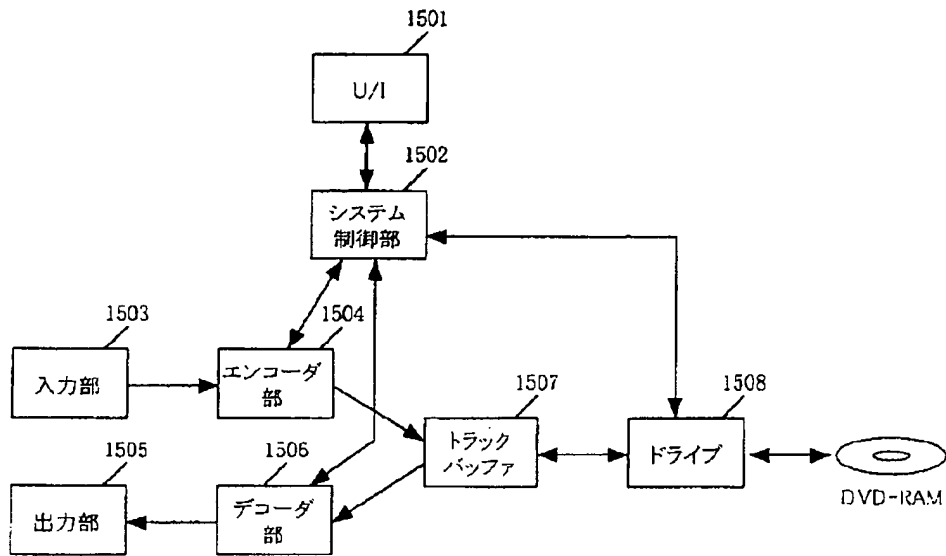 1501
U/I
1502
システム
制御部
1503
1504
入力部
エンコーダ
部
1507
1508
トラック
バッファ
ドライブ
DVD-RAM
1505
1506
出力部
デコーダ
部